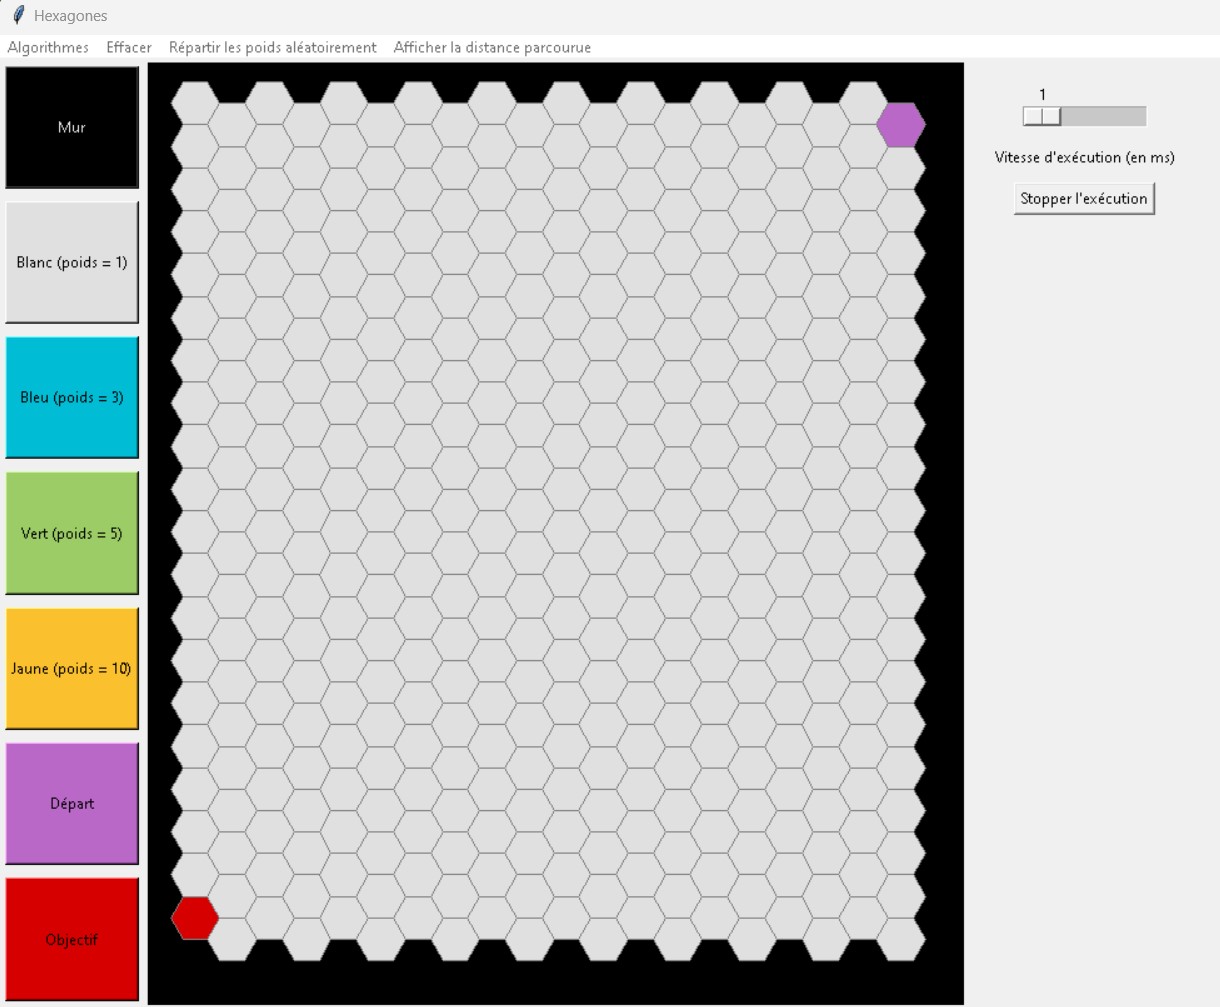 Hexagones
Algorithmes Effacer Répartir les poids aléatoirement Afficher la distance parcourue
Mur
Blanc (poids = 1)
Bleu (poids = 3)
Vert (poids = 5)
Jaune (poids = 10)
Départ
Objectif
1
Vitesse d'exécution (en ms)
Stopper l'exécution